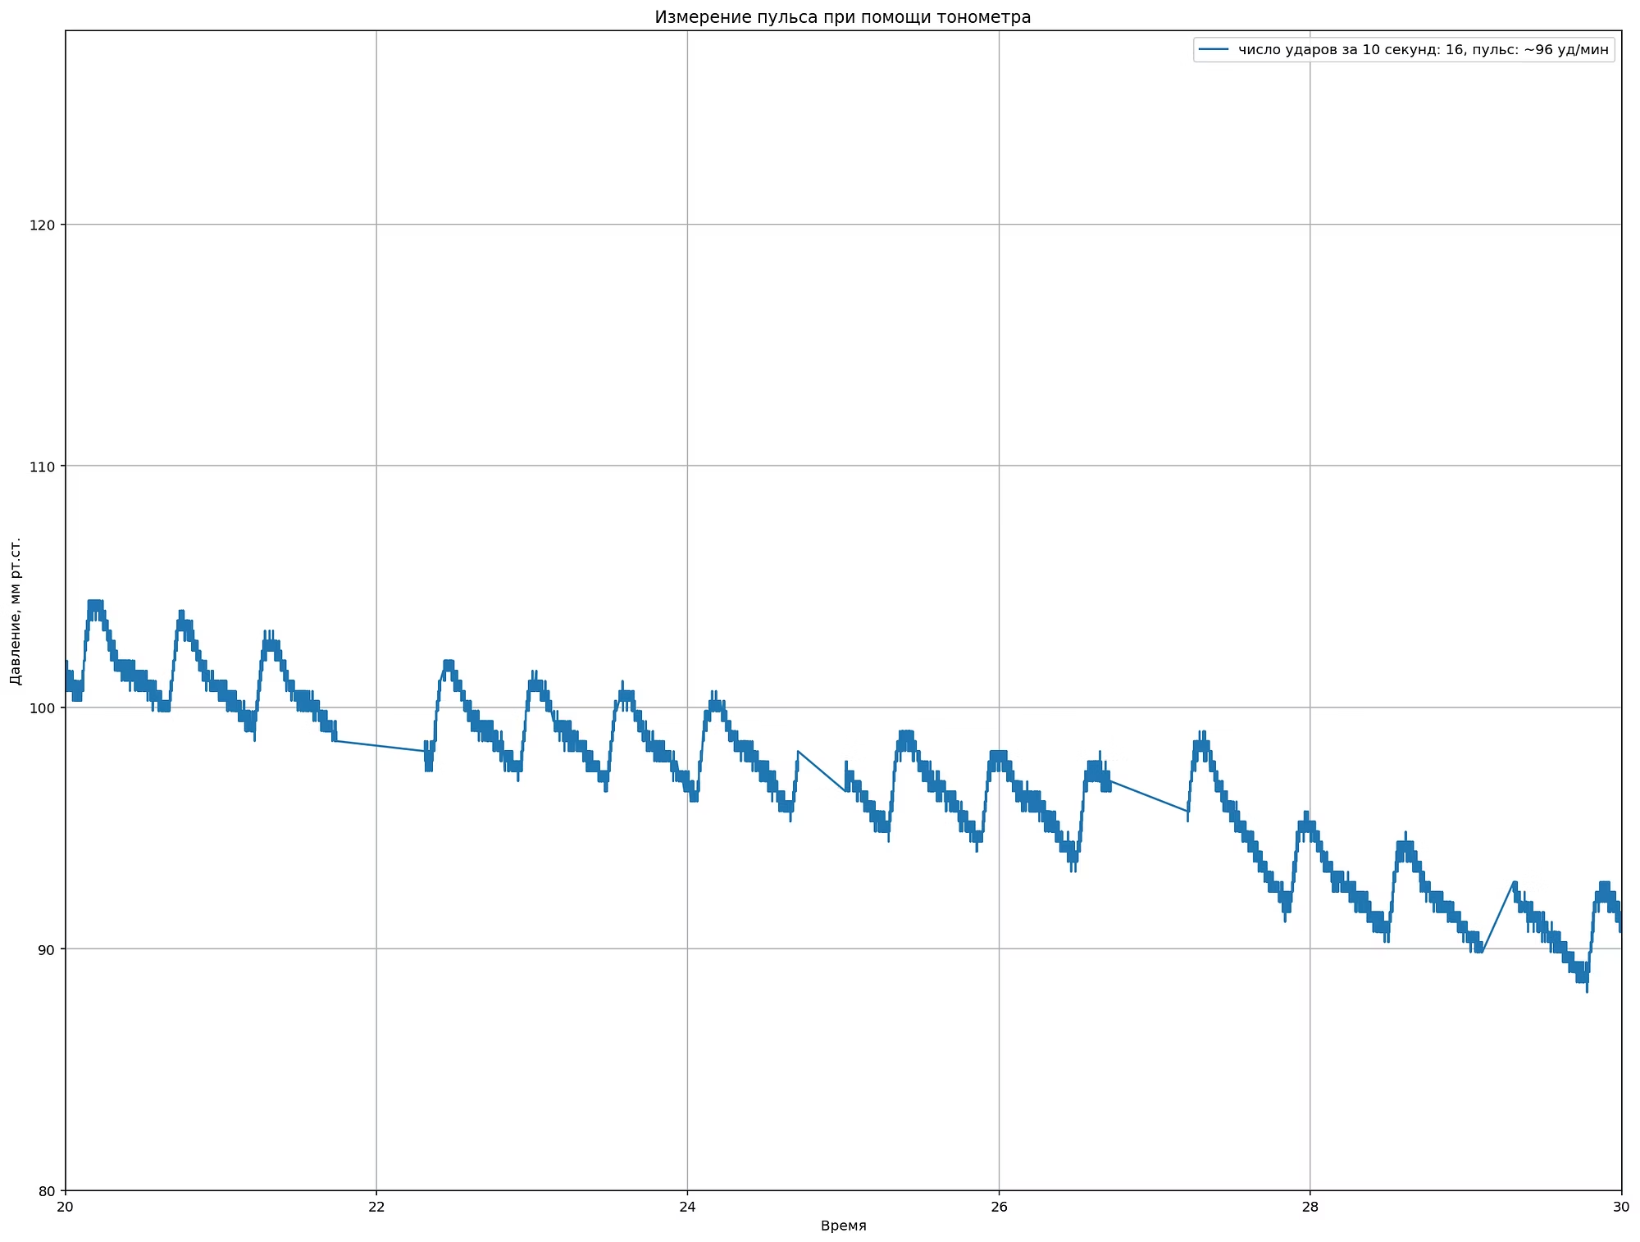 Измерение пульса при помощи тонометра
число ударов за 10 секунд: 16, пульс: ~96 уд/мин
Давление, мм рт.ст.
120
110
100
90
80
20 22 24 26 28 30
Время